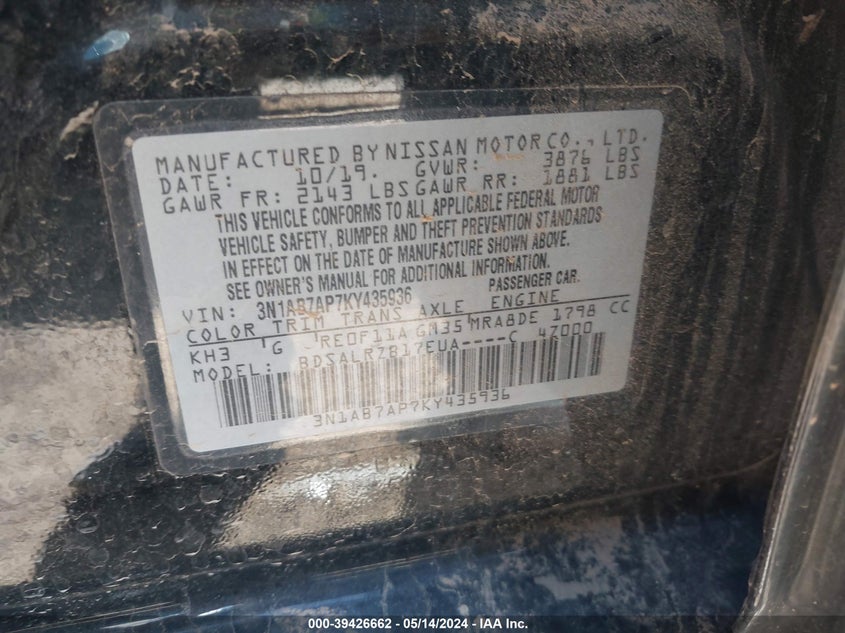 MANUFACTURED BY NISSAN MOTOR CO., LTD.
DATE: 10/19. GVWR: 3876 LBS
GAWR FR: 2143 LBS GAWR RR: 1881 LBS
THIS VEHICLE CONFORMS TO ALL APPLICABLE FEDERAL MOTOR
VEHICLE SAFETY, BUMPER AND THEFT PREVENTION STANDARDS
IN EFFECT ON THE DATE OF MANUFACTURE SHOWN ABOVE.
SEE OWNER'S MANUAL FOR ADDITIONAL INFORMATION.
VIN: 3N1AB7AP7KY435936 PASSENGER CAR.
COLOR TRIM TRANS AXLE ENGINE
KH3 G RE0F11A GM35 MRA8DE 1798 CC
MODEL: BDSALRZB17EUA----C 47000
3N1AB7AP7KY435936
000-39426662 - 05/14/2024 - IAA Inc.